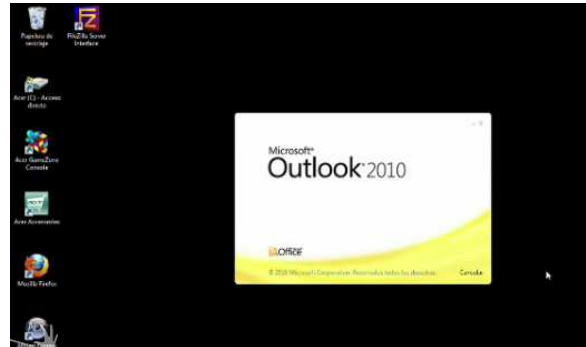 Papelera de
reciclaje
FileZilla Server
Interface
Acer (C) - Acceso
directo
Acer GameZone
Console
Acer Accessories
Mozilla Firefox
Microsoft®
Outlook 2010
Office
© 2010 Microsoft Corporation. Reservados todos los derechos.
Cancelar